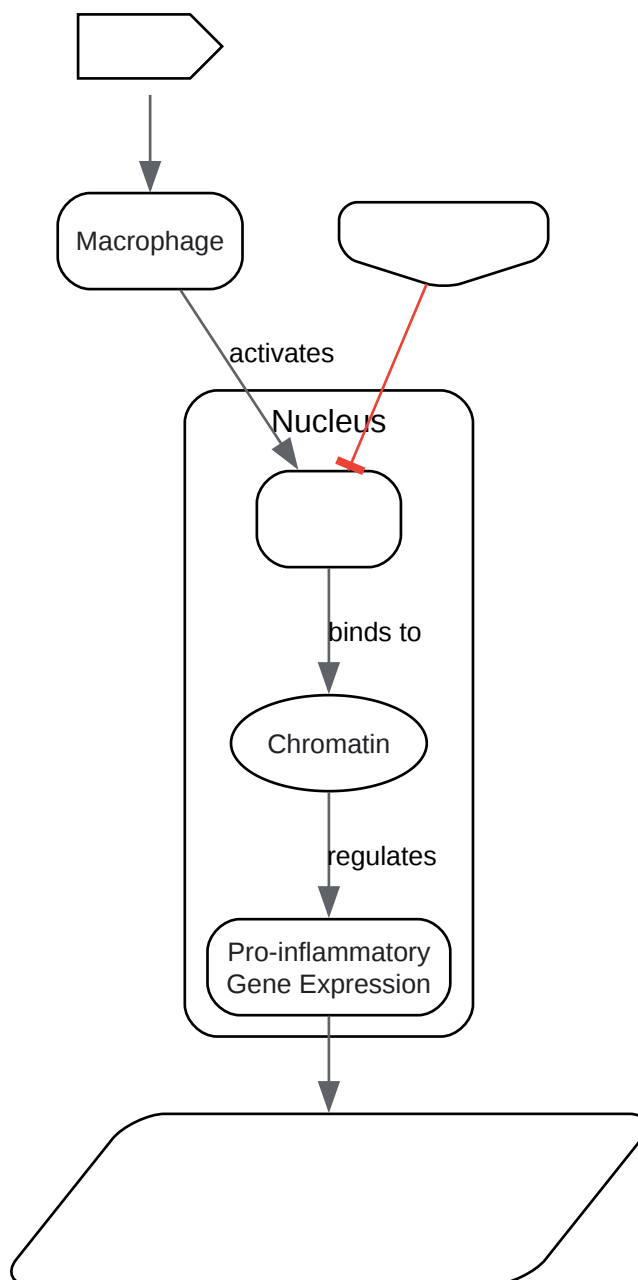 Macrophage
activates
Nucleus
binds to
Chromatin
regulates
Pro-inflammatory
Gene Expression